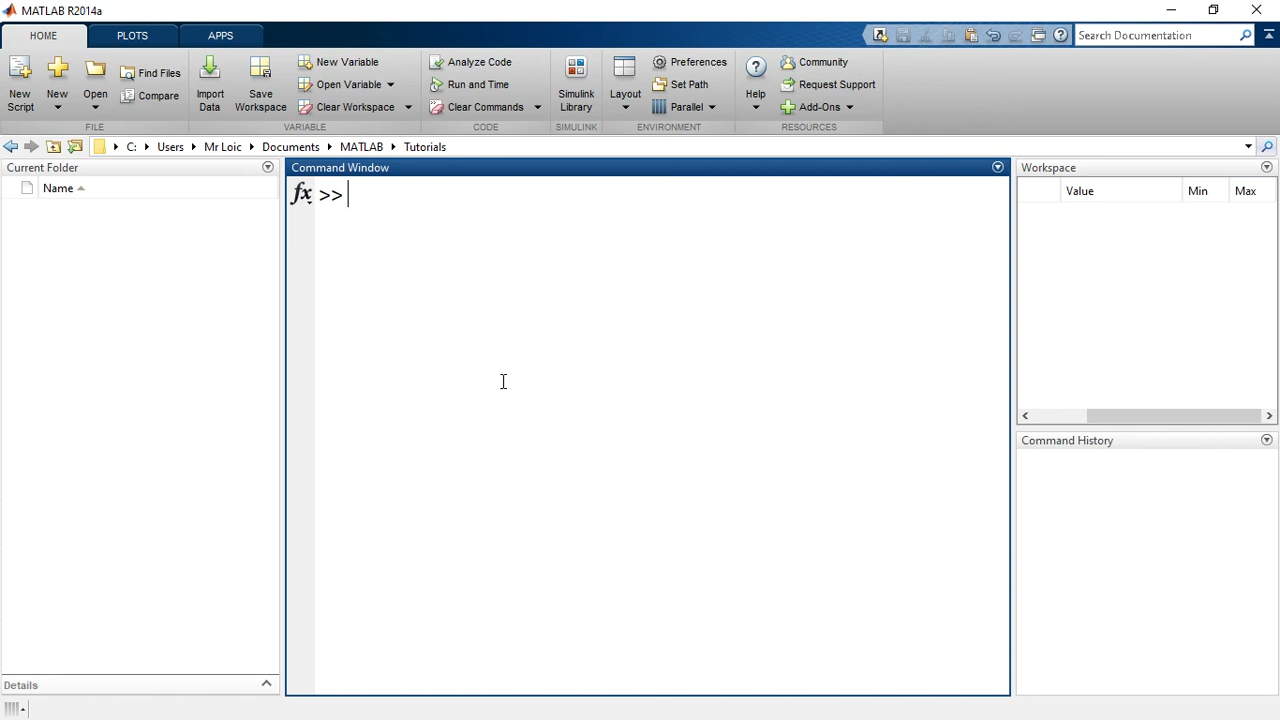 MATLAB R2014a
HOME PLOTS APPS Search Documentation
New Script New Open Find Files Compare Import Data Save Workspace New Variable Open Variable Clear Workspace Analyze Code Run and Time Clear Commands Simulink Library Layout Preferences Set Path Parallel Help Community Request Support Add-Ons
FILE VARIABLE CODE SIMULINK ENVIRONMENT RESOURCES
C: Users Mr Loic Documents MATLAB Tutorials
Current Folder
Name
Details
Command Window
fx >>
Workspace
Value Min Max
Command History